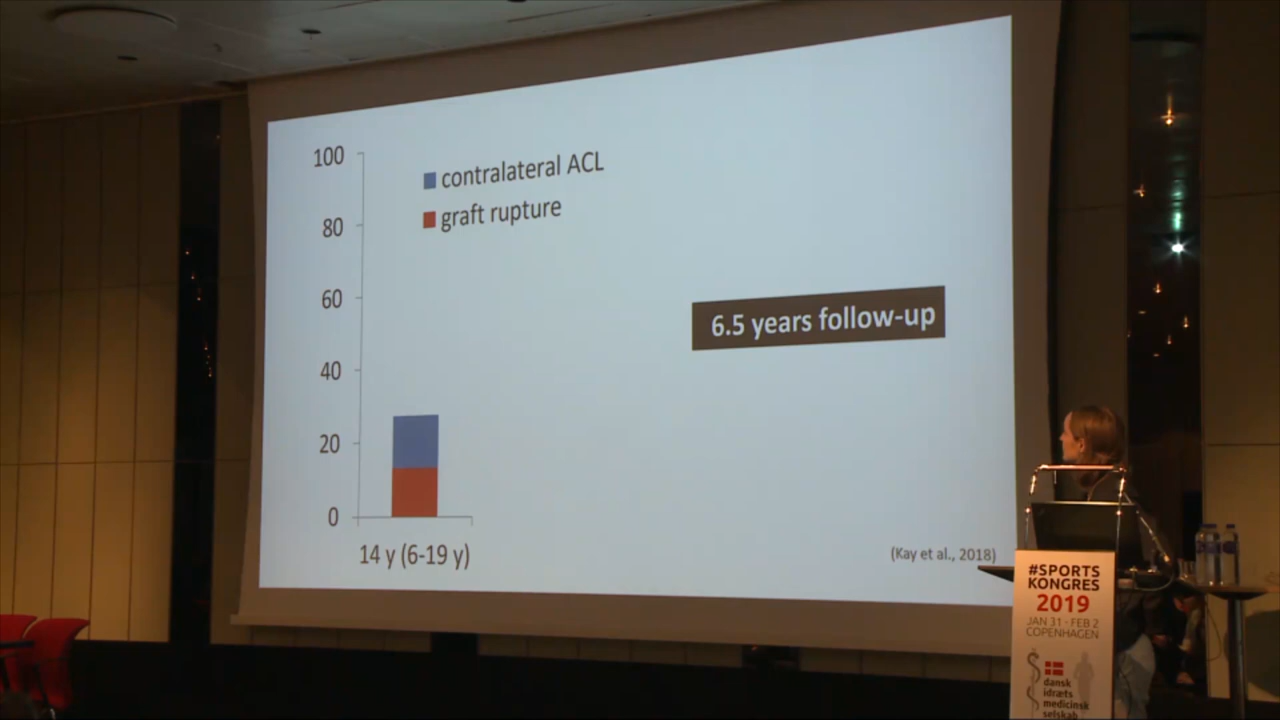 100
80
60
40
20
0
contralateral ACL
graft rupture
6.5 years follow-up
14 y (6-19 y)
(Kay et al., 2018)
#SPORTS
KONGRES
2019
JAN 31 - FEB 2
COPENHAGEN
dansk
idræts
medicinsk
selskab